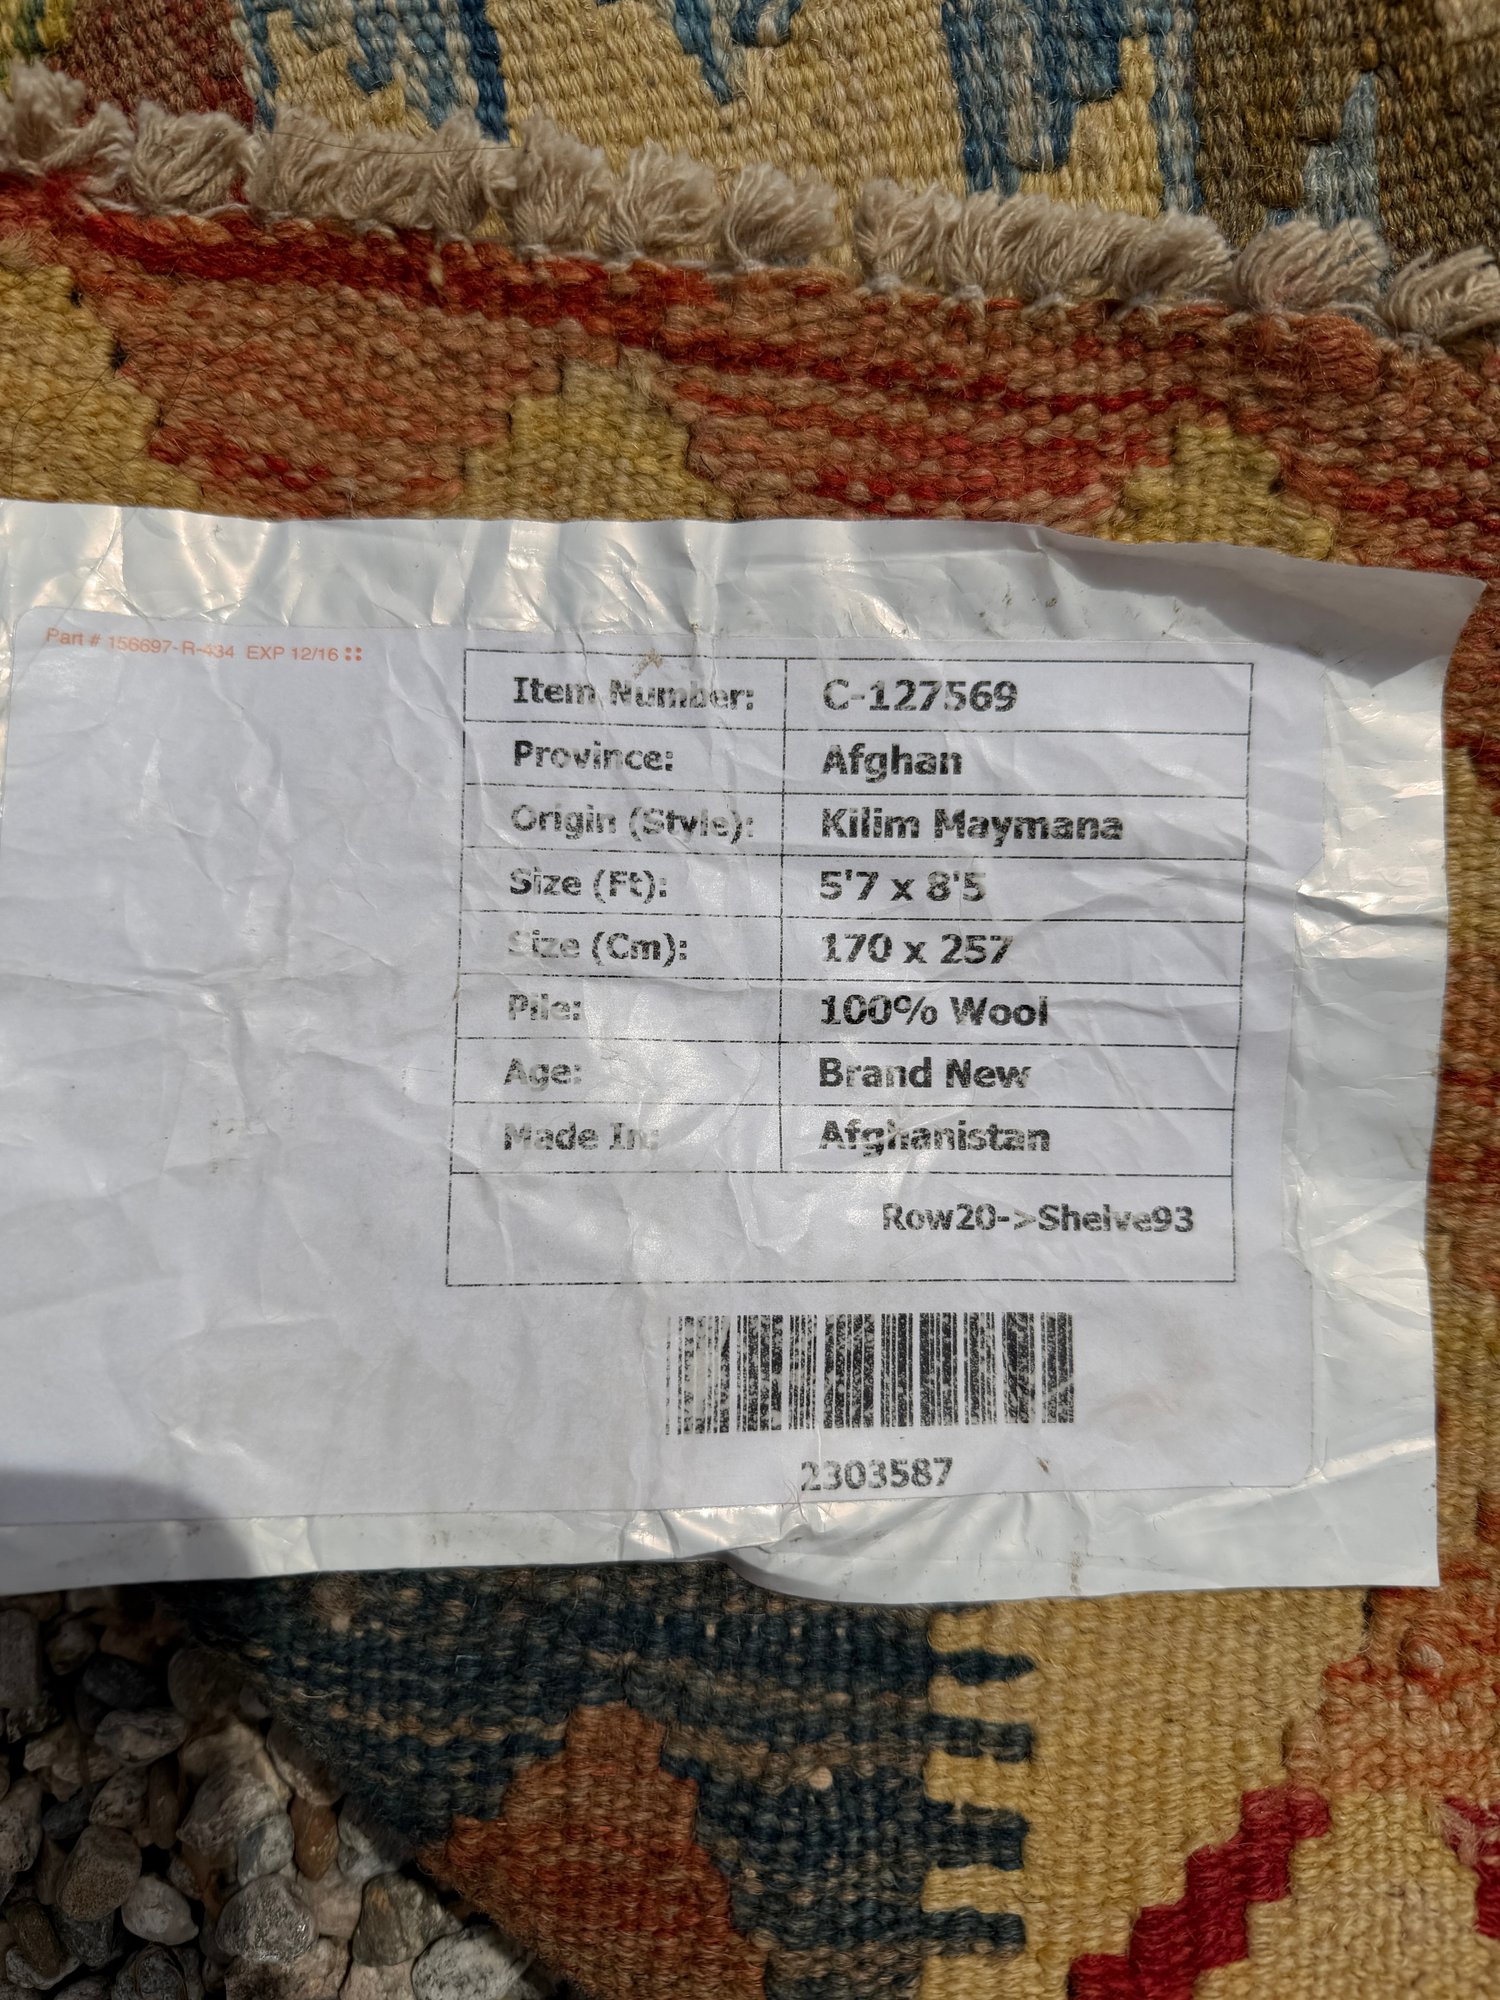 Part # 156697-R-434 EXP 12/16
Item Number: C-127569
Province: Afghan
Origin (Style): Kilim Maymana
Size (Ft): 5'7 x 8'5
Size (Cm): 170 x 257
Pile: 100% Wool
Age: Brand New
Made In: Afghanistan
Row20->Shelve93
2303587